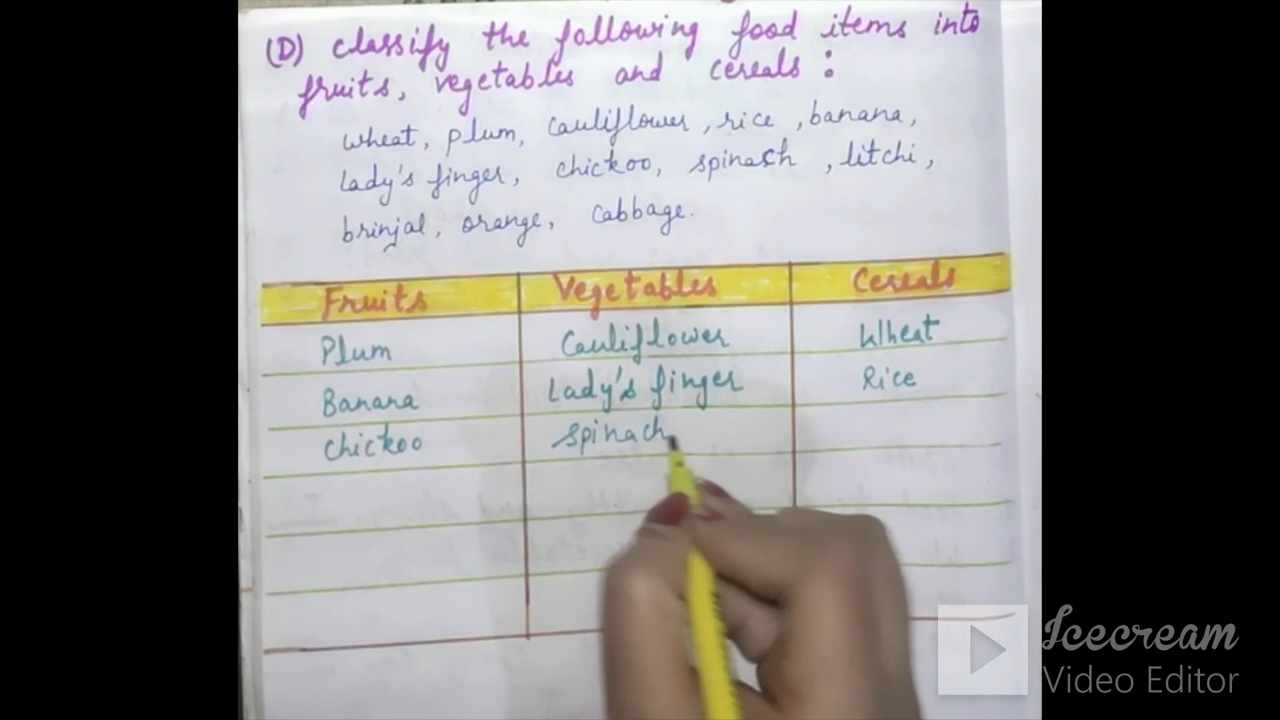 (D) Classify the following food items into
fruits, vegetables and cereals :
wheat, plum, cauliflower, rice, banana,
lady's finger, chickoo, spinach, litchi,
brinjal, orange, cabbage.
Fruits Vegetables Cereals
Plum Cauliflower Wheat
Banana Lady's finger Rice
Chickoo Spinach
Icecream
Video Editor